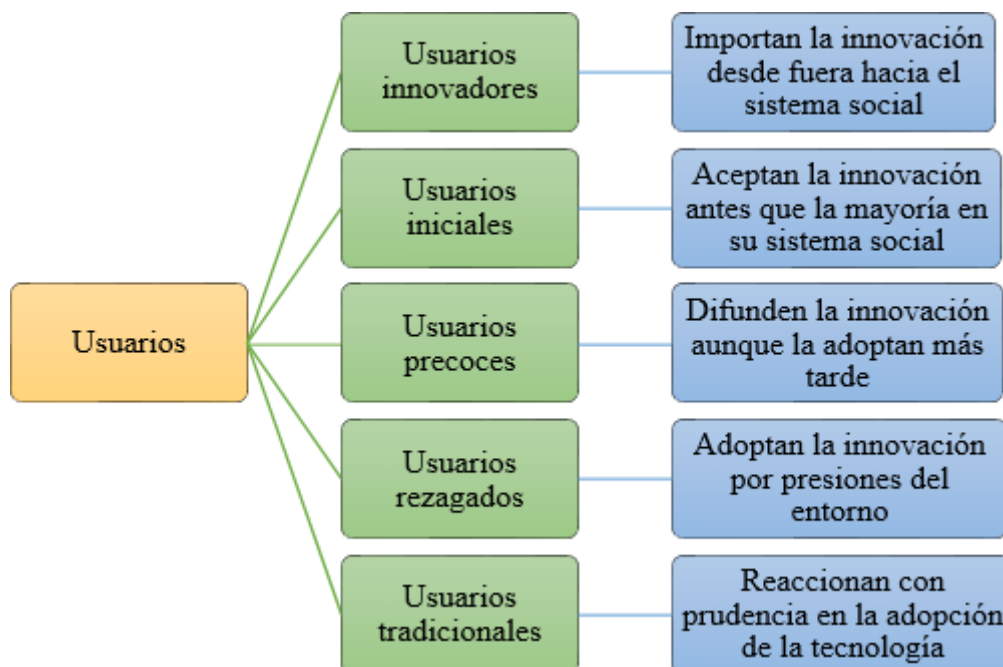 Usuarios
Usuarios
innovadores
Importan la innovación
desde fuera hacia el
sistema social
Usuarios
iniciales
Aceptan la innovación
antes que la mayoría en
su sistema social
Usuarios
precoces
Difunden la innovación
aunque la adoptan más
tarde
Usuarios
rezagados
Adoptan la innovación
por presiones del
entorno
Usuarios
tradicionales
Reaccionan con
prudencia en la adopción
de la tecnología